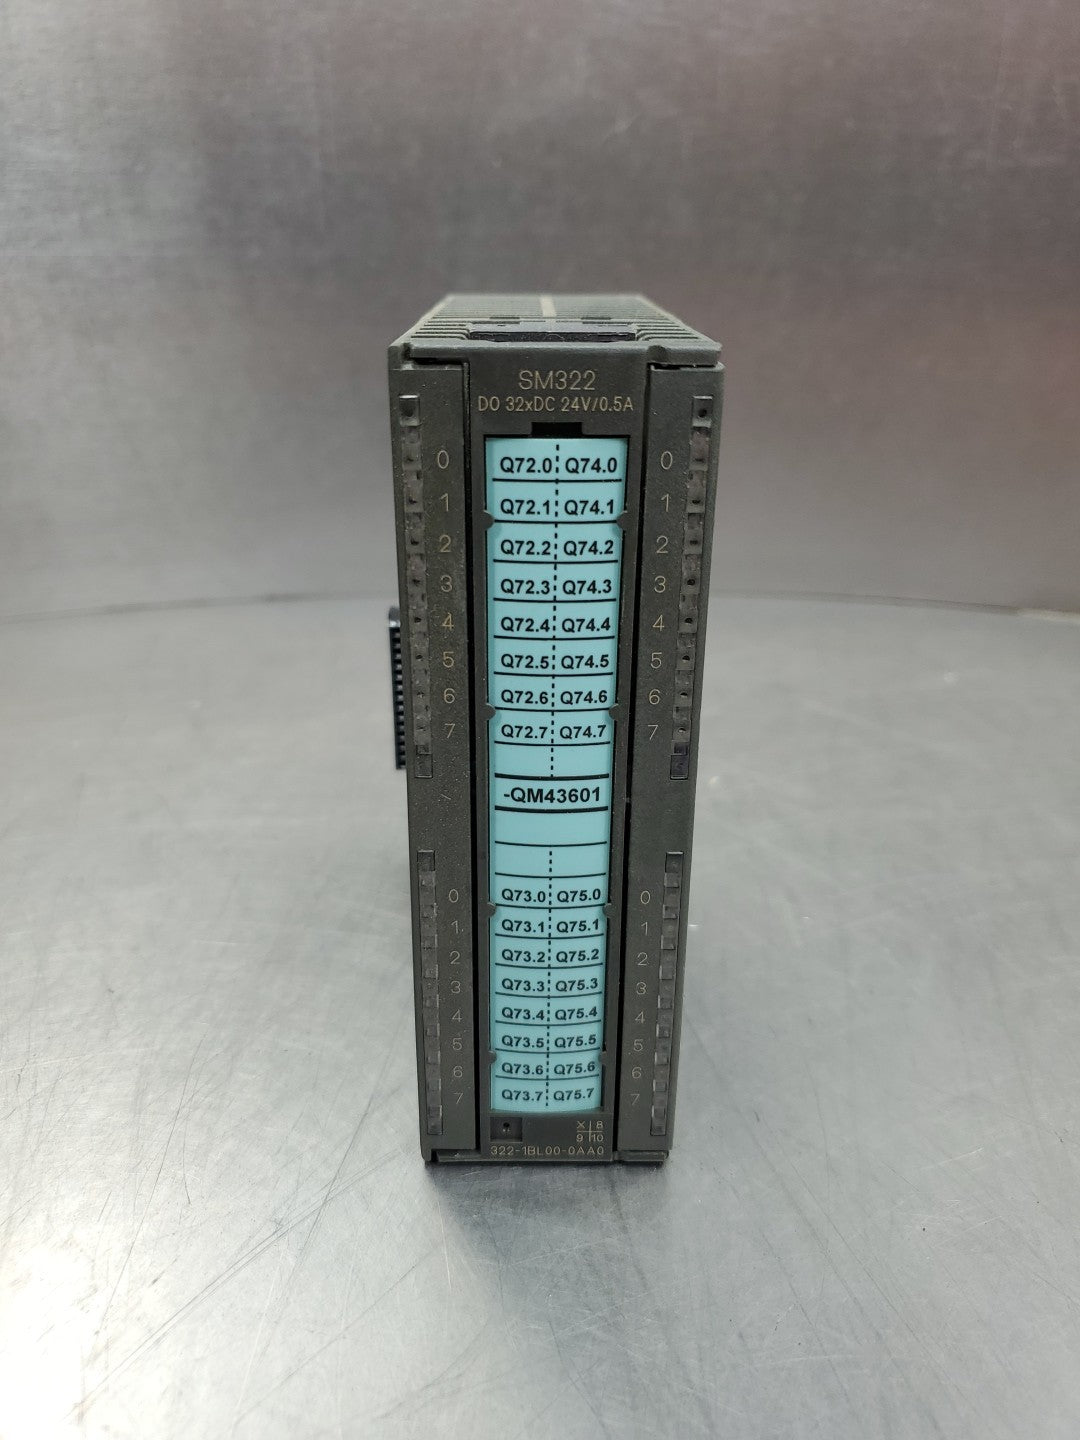 SM322
DO 32xDC 24V/0.5A
0 Q72.0 Q74.0 0
1 Q72.1 Q74.1 1
2 Q72.2 Q74.2 2
3 Q72.3 Q74.3 3
4 Q72.4 Q74.4 4
5 Q72.5 Q74.5 5
6 Q72.6 Q74.6 6
7 Q72.7 Q74.7 7
-QM43601
0 Q73.0 Q75.0 0
1 Q73.1 Q75.1 1
2 Q73.2 Q75.2 2
3 Q73.3 Q75.3 3
4 Q73.4 Q75.4 4
5 Q73.5 Q75.5 5
6 Q73.6 Q75.6 6
7 Q73.7 Q75.7 7
X 8
9 10
322-1BL00-0AA0